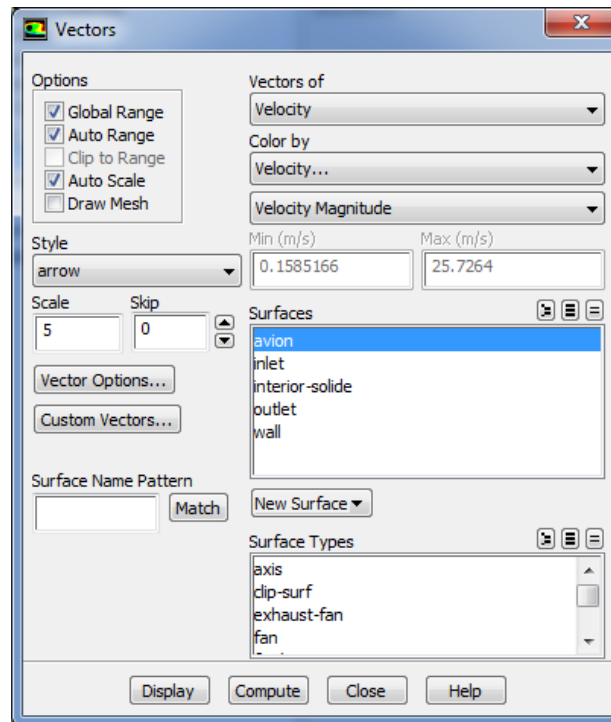 Vectors
Options
Global Range
Auto Range
Clip to Range
Auto Scale
Draw Mesh
Style
arrow
Scale
Skip
5
0
Vector Options...
Custom Vectors...
Surface Name Pattern
Match
Vectors of
Velocity
Color by
Velocity...
Velocity Magnitude
Min (m/s)
Max (m/s)
0.1585166
25.7264
Surfaces
avion
inlet
interior-solide
outlet
wall
New Surface
Surface Types
axis
clip-surf
exhaust-fan
fan
Display
Compute
Close
Help